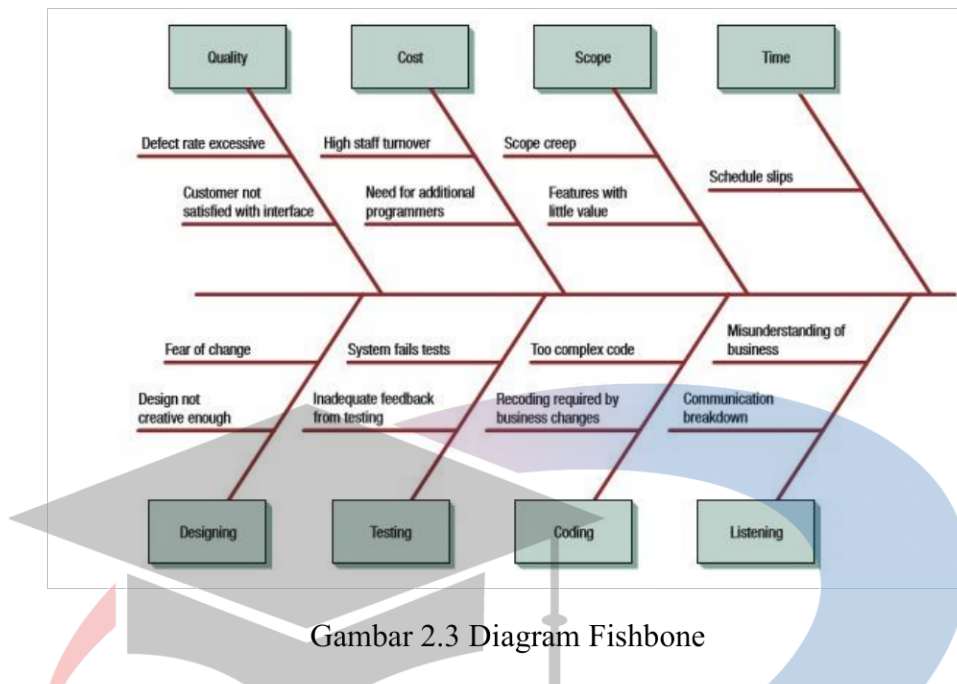 Quality
Cost
Scope
Time
Defect rate excessive
High staff turnover
Scope creep
Schedule slips
Customer not
satisfied with interface
Need for additional
programmers
Features with
little value
Fear of change
System fails tests
Too complex code
Misunderstanding of
business
Design not
creative enough
Inadequate feedback
from testing
Recoding required by
business changes
Communication
breakdown
Designing
Testing
Coding
Listening
Gambar 2.3 Diagram Fishbone